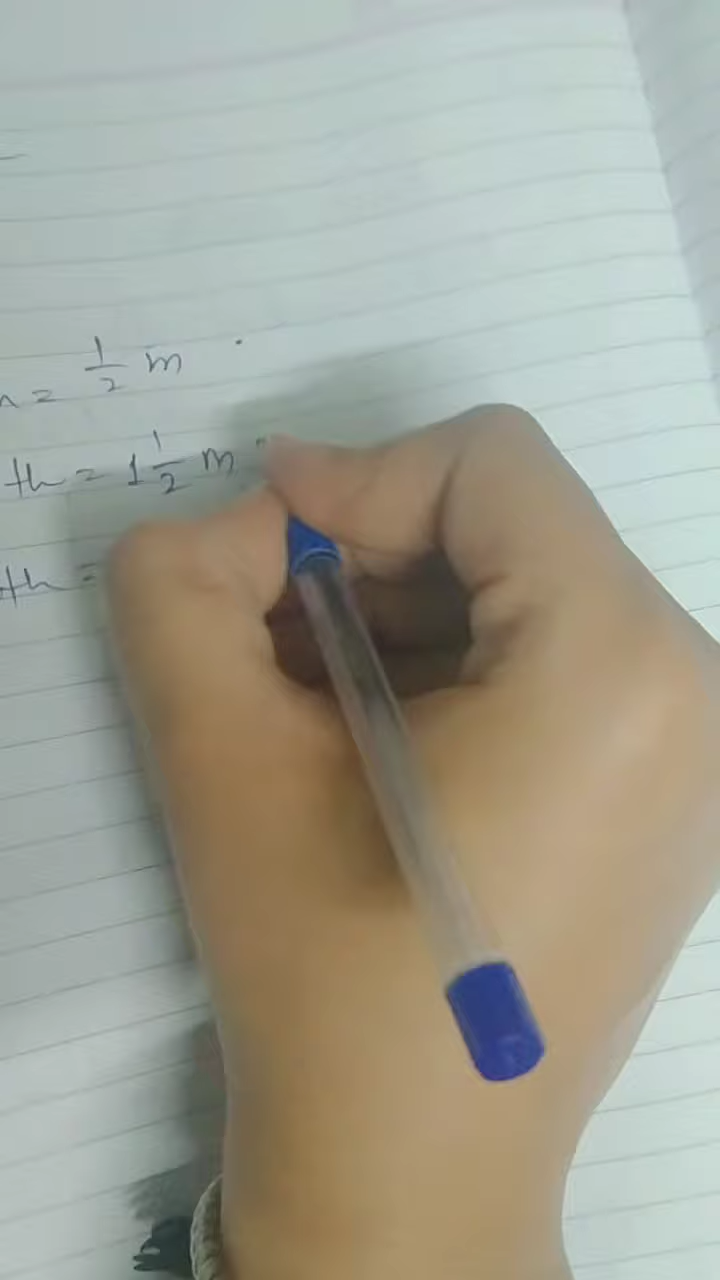 = 1/2 m
th = 1 1/2 m
th =